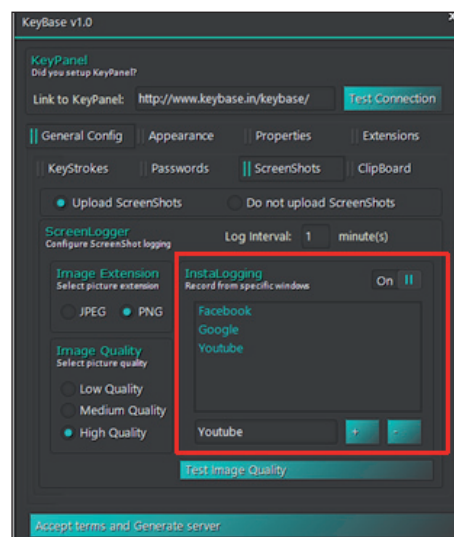 KeyBase v1.0
KeyPanel
Did you setup KeyPanel?
Link to KeyPanel: http://www.keybase.in/keybase/ Test Connection
General Config Appearance Properties Extensions
KeyStrokes Passwords ScreenShots ClipBoard
Upload ScreenShots Do not upload ScreenShots
ScreenLogger
Configure ScreenShot logging
Log Interval: 1 minute(s)
Image Extension
Select picture extension
JPEG PNG
Image Quality
Select picture quality
Low Quality
Medium Quality
High Quality
InstaLogging
Record from specific windows
On
Facebook
Google
Youtube
Youtube + -
Test Image Quality
Accept terms and Generate server